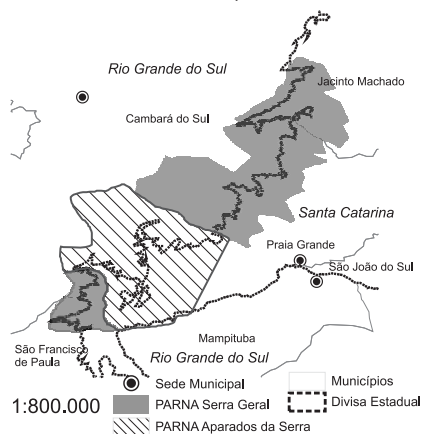 Rio Grande do Sul
Jacinto Machado
Cambará do Sul
Santa Catarina
Praia Grande
São João do Sul
Mampituba
São Francisco
de Paula
Rio Grande do Sul
Sede Municipal
Municípios
1:800.000
PARNA Serra Geral
Divisa Estadual
PARNA Aparados da Serra